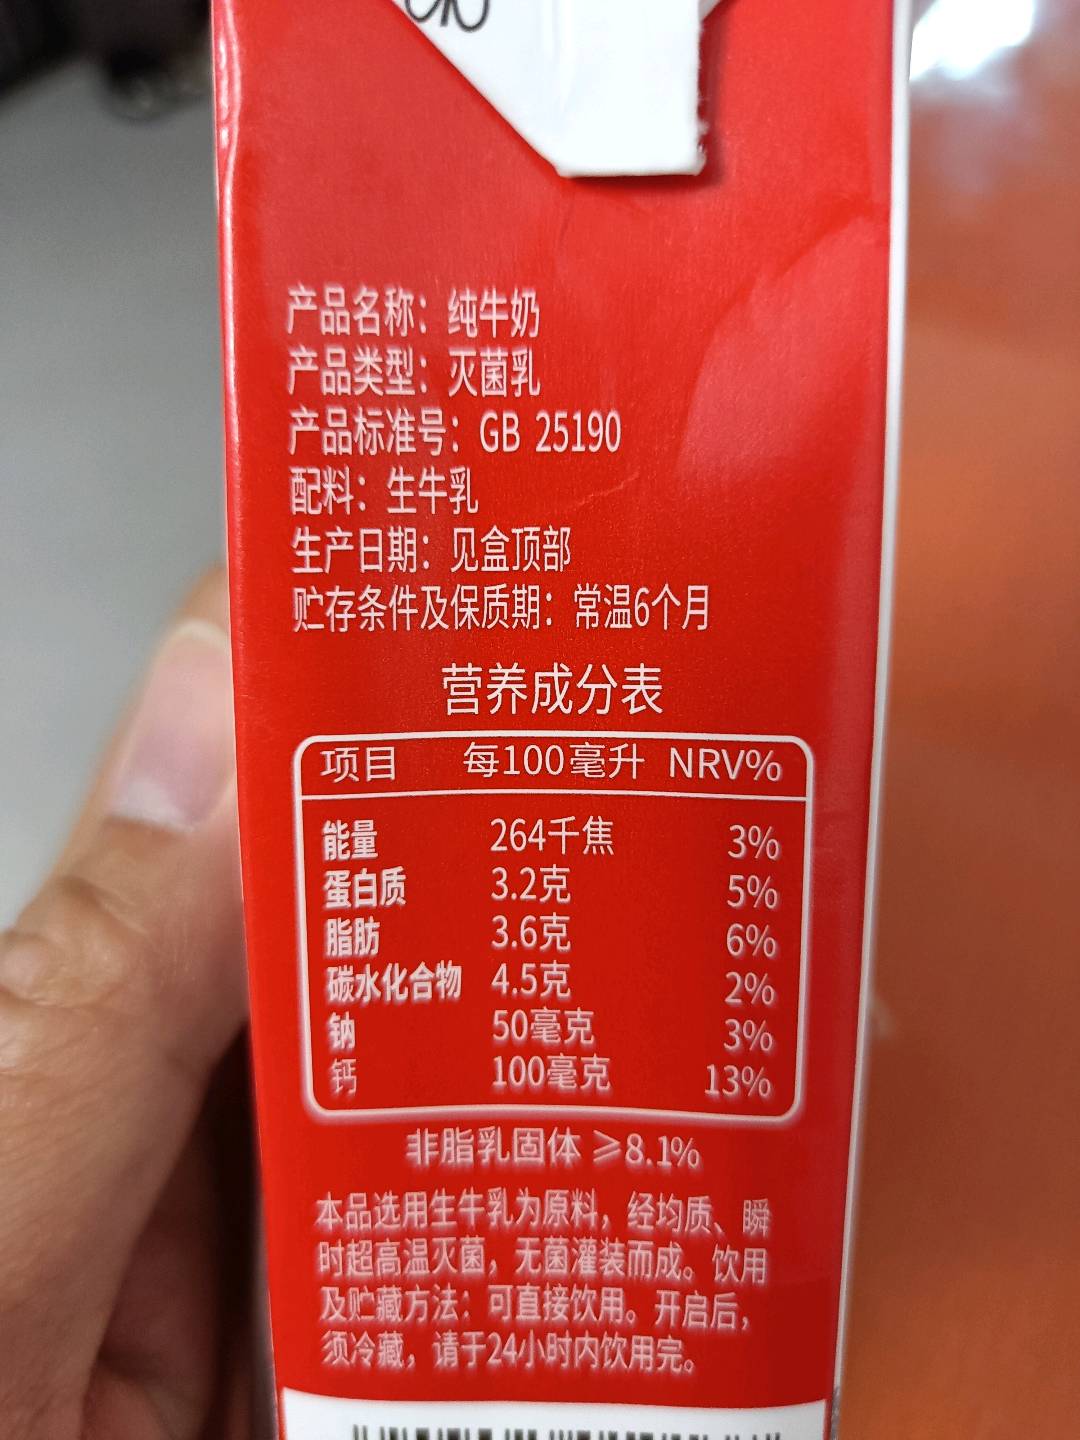 产品名称：纯牛奶
产品类型：灭菌乳
产品标准号：GB 25190
配料：生牛乳
生产日期：见盒顶部
贮存条件及保质期：常温6个月
营养成分表
项目 每100毫升 NRV%
能量 264千焦 3%
蛋白质 3.2克 5%
脂肪 3.6克 6%
碳水化合物 4.5克 2%
钠 50毫克 3%
钙 100毫克 13%
非脂乳固体 ≥8.1%
本品选用生牛乳为原料，经均质、瞬
时超高温灭菌，无菌灌装而成。饮用
及贮藏方法：可直接饮用。开启后，
须冷藏，请于24小时内饮用完。